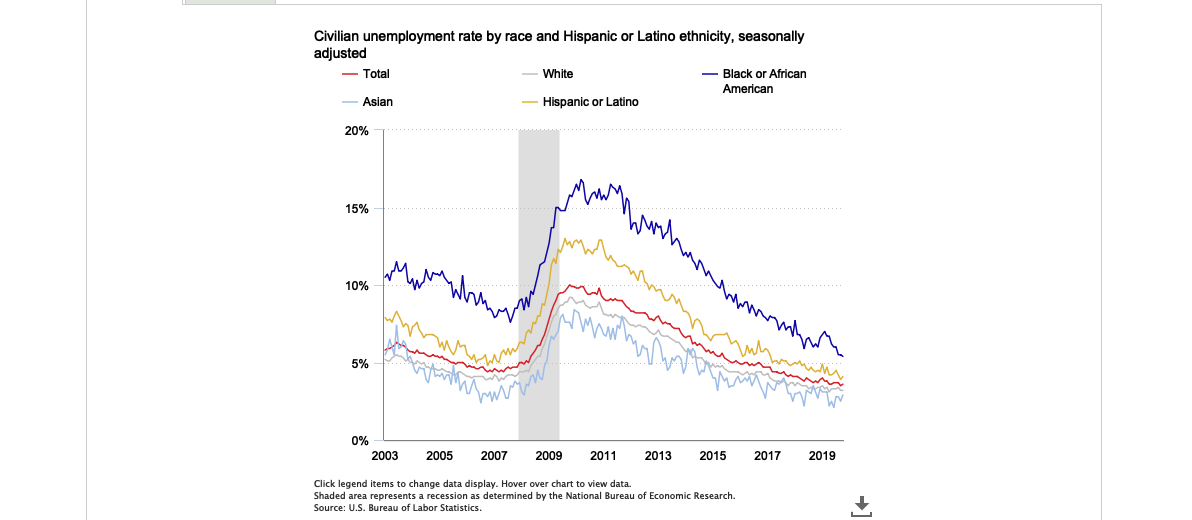 Civilian unemployment rate by race and Hispanic or Latino ethnicity, seasonally
adjusted
Total
White
Black or African
American
Asian
Hispanic or Latino
20%
15%
10%
5%
0%
2003 2005 2007 2009 2011 2013 2015 2017 2019
Click legend items to change data display. Hover over chart to view data.
Shaded area represents a recession as determined by the National Bureau of Economic Research.
Source: U.S. Bureau of Labor Statistics.